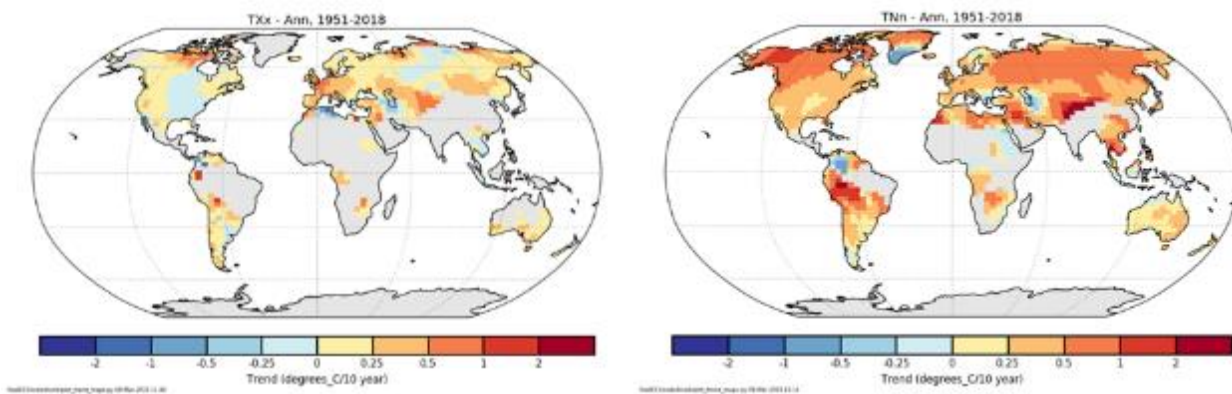 TXx - Ann, 1951-2018
-2 -1 -0.5 -0.25 0 0.25 0.5 1 2
Trend (degrees_C/10 year)
TNn - Ann, 1951-2018
-2 -1 -0.5 -0.25 0 0.25 0.5 1 2
Trend (degrees_C/10 year)